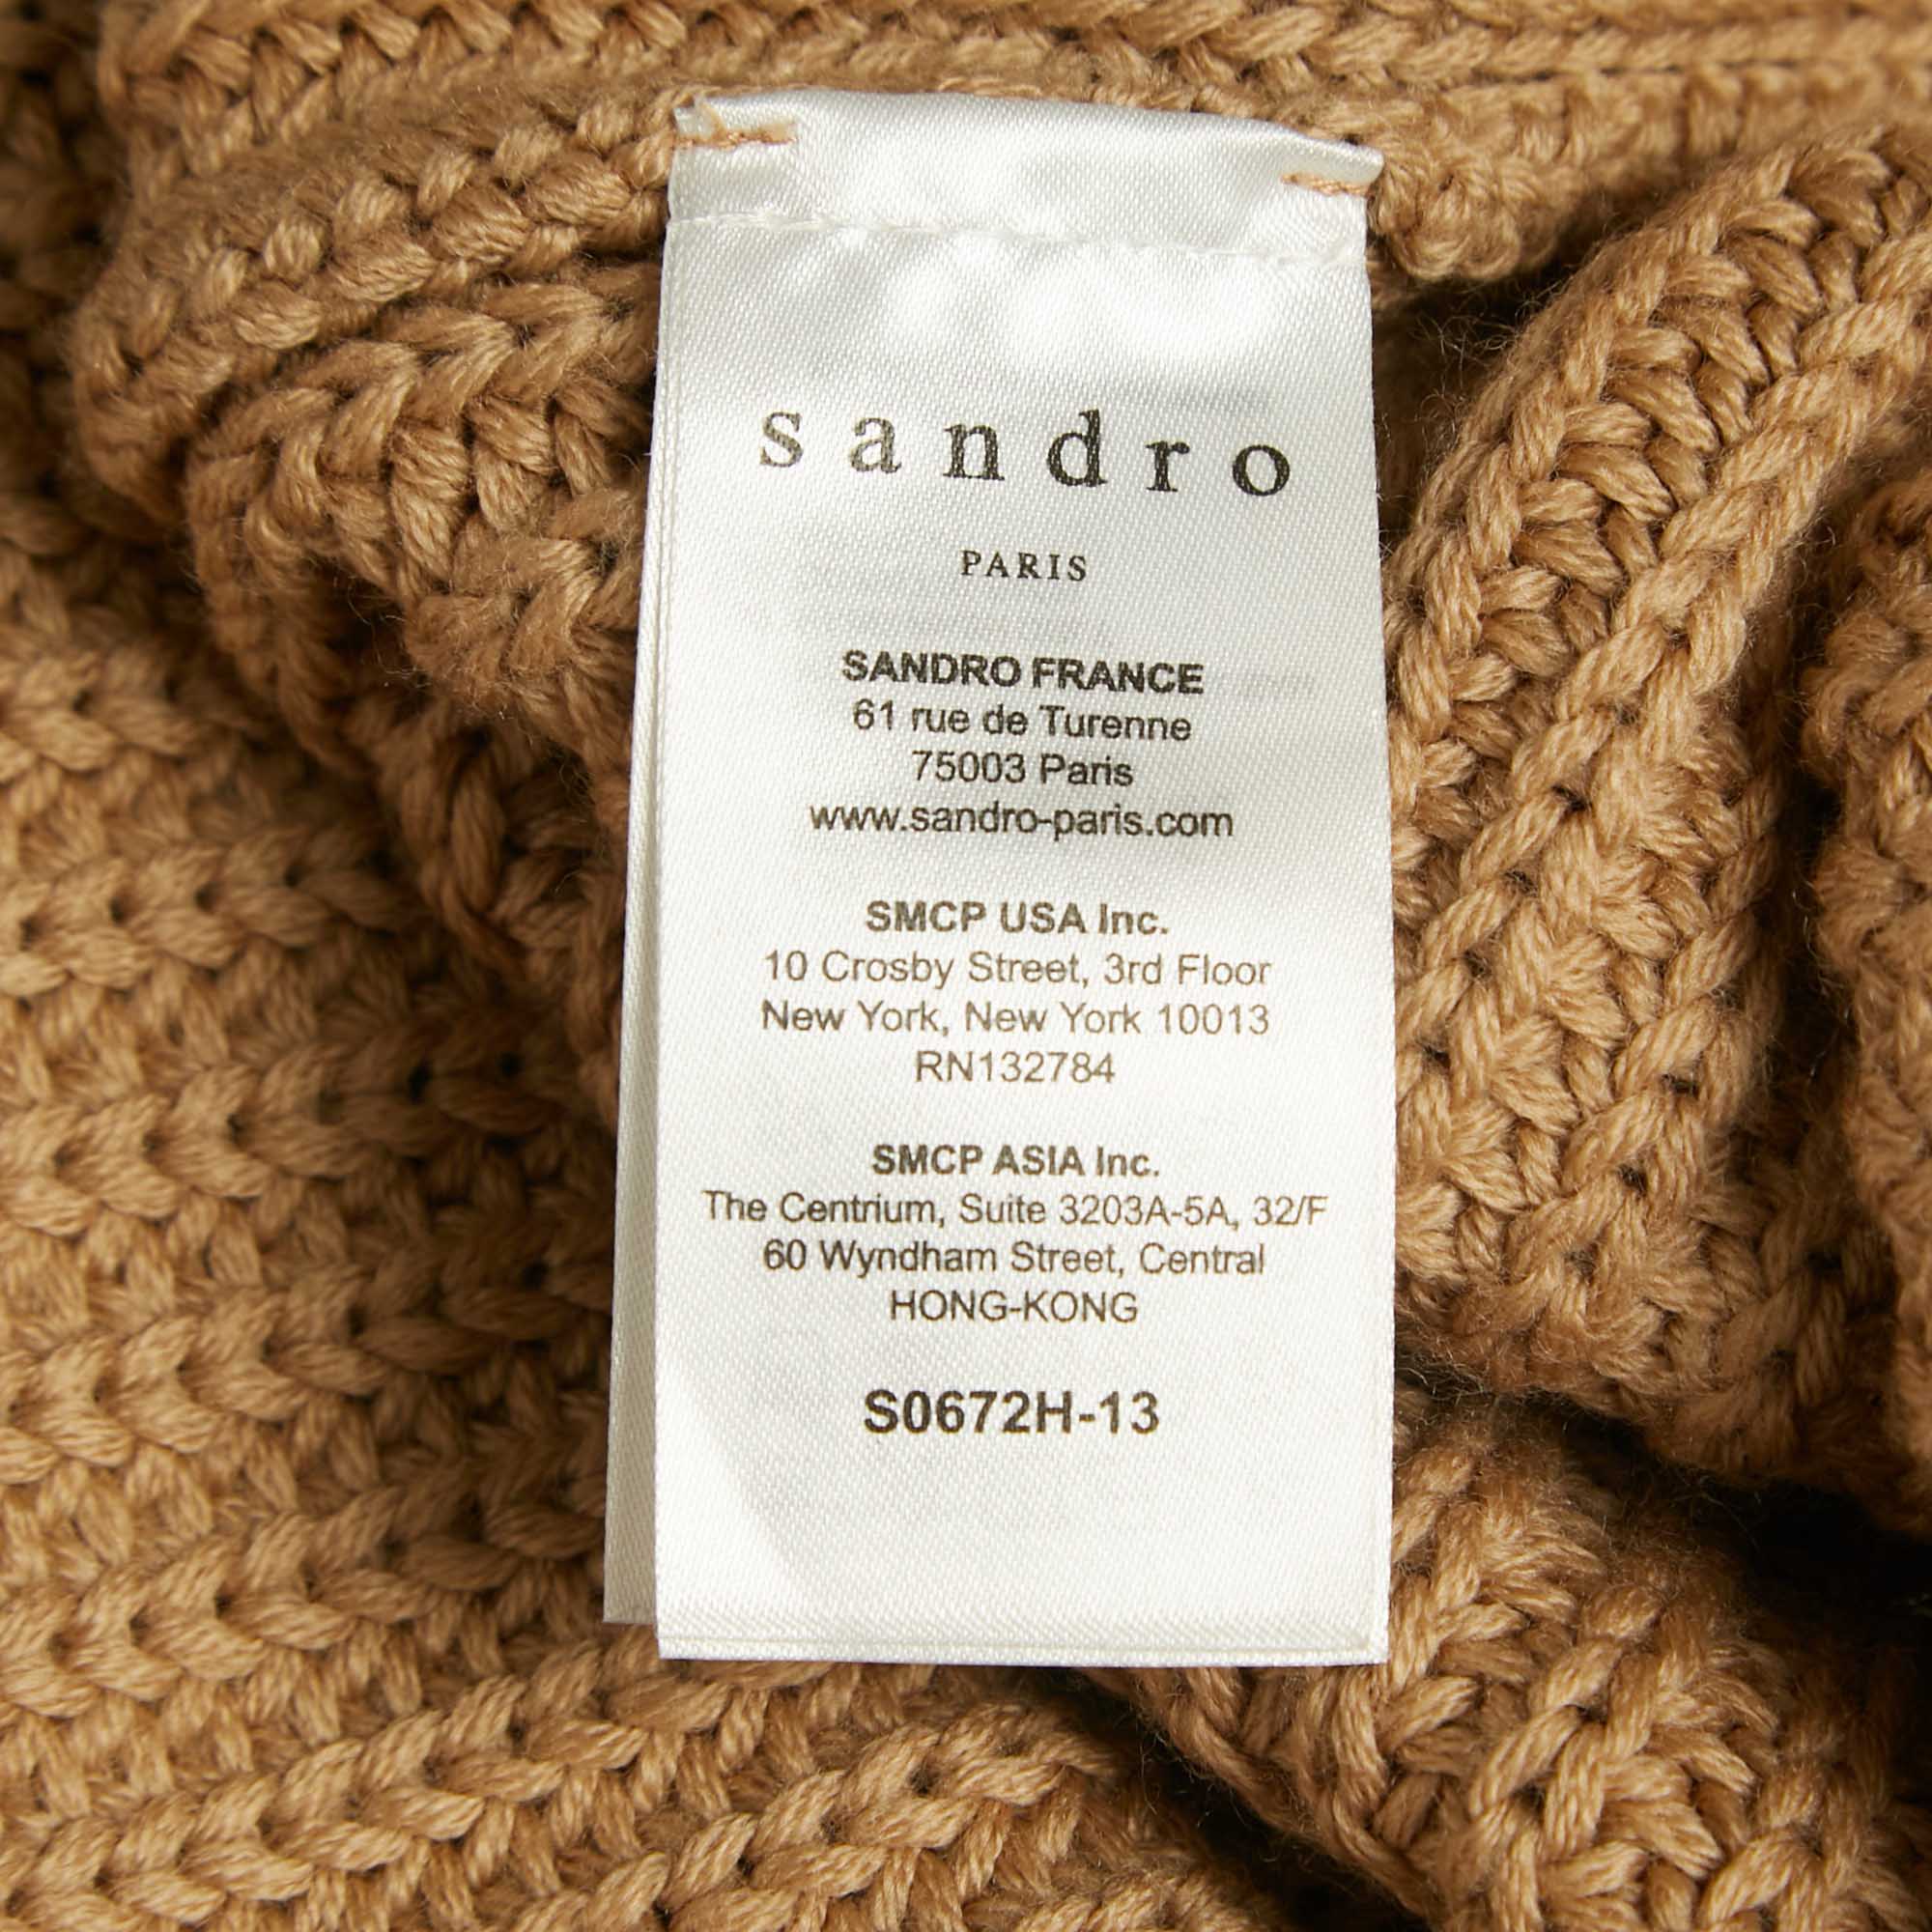 sandro
PARIS
SANDRO FRANCE
61 rue de Turenne
75003 Paris
www.sandro-paris.com
SMCP USA Inc.
10 Crosby Street, 3rd Floor
New York, New York 10013
RN132784
SMCP ASIA Inc.
The Centrium, Suite 3203A-5A, 32/F
60 Wyndham Street, Central
HONG-KONG
S0672H-13